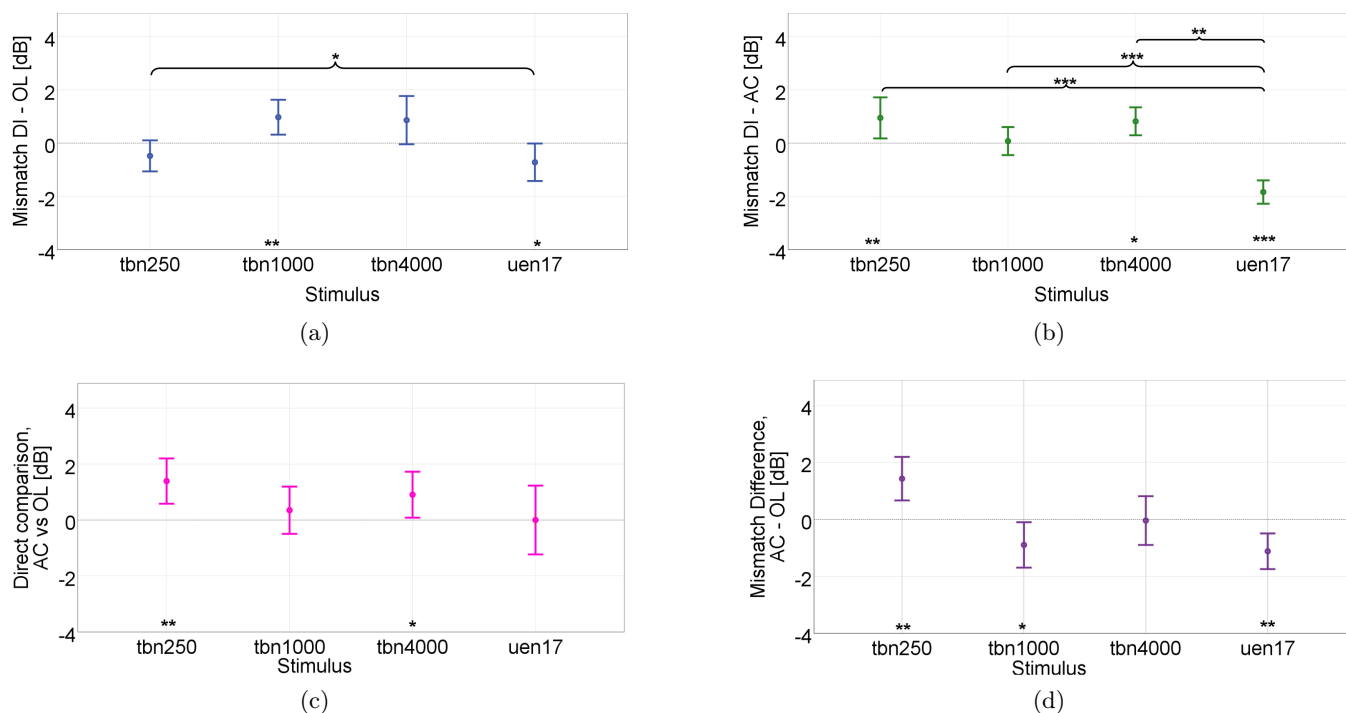 Mismatch DI - OL [dB]
4
2
0
-2
-4
*
**
*
tbn250 tbn1000 tbn4000 uen17
Stimulus
(a)
Mismatch DI - AC [dB]
4
2
0
-2
-4
**
***
***
** * ***
tbn250 tbn1000 tbn4000 uen17
Stimulus
(b)
Direct comparison,
AC vs OL [dB]
4
2
0
-2
-4
** *
tbn250 tbn1000 tbn4000 uen17
Stimulus
(c)
Mismatch Difference,
AC - OL [dB]
4
2
0
-2
-4
** * **
tbn250 tbn1000 tbn4000 uen17
Stimulus
(d)